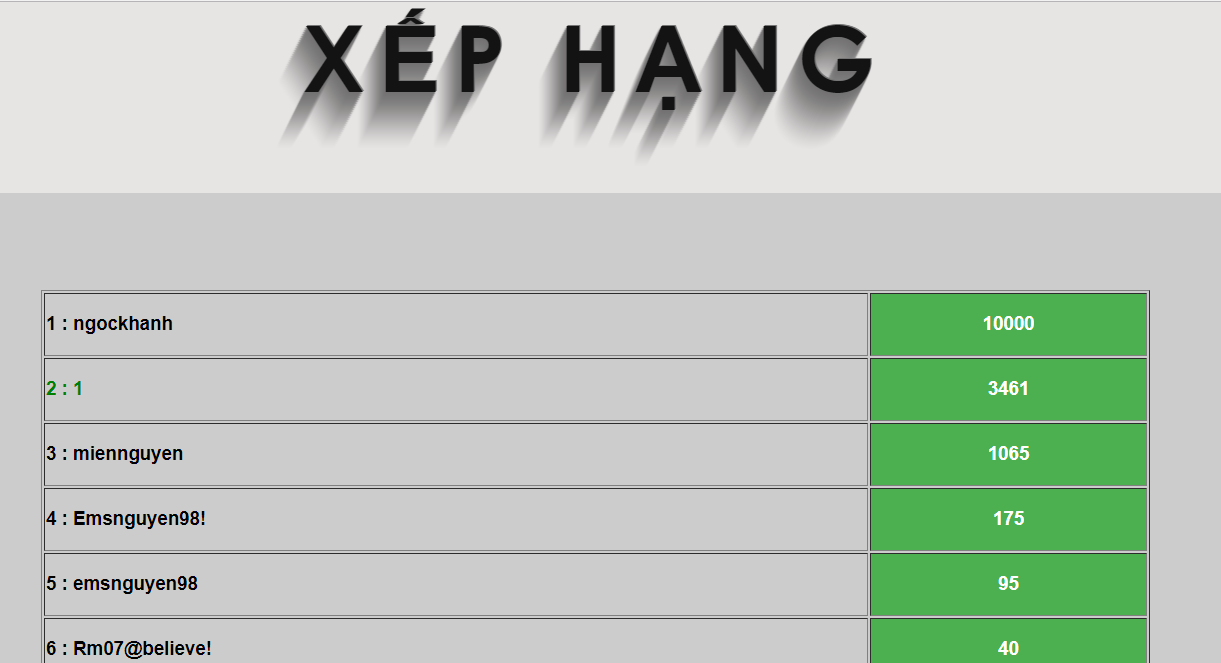 XẾP HẠNG
1 : ngockhanh 10000
2 : 1 3461
3 : miennguyen 1065
4 : Emsnguyen98! 175
5 : emsnguyen98 95
6 : Rm07@believe! 40